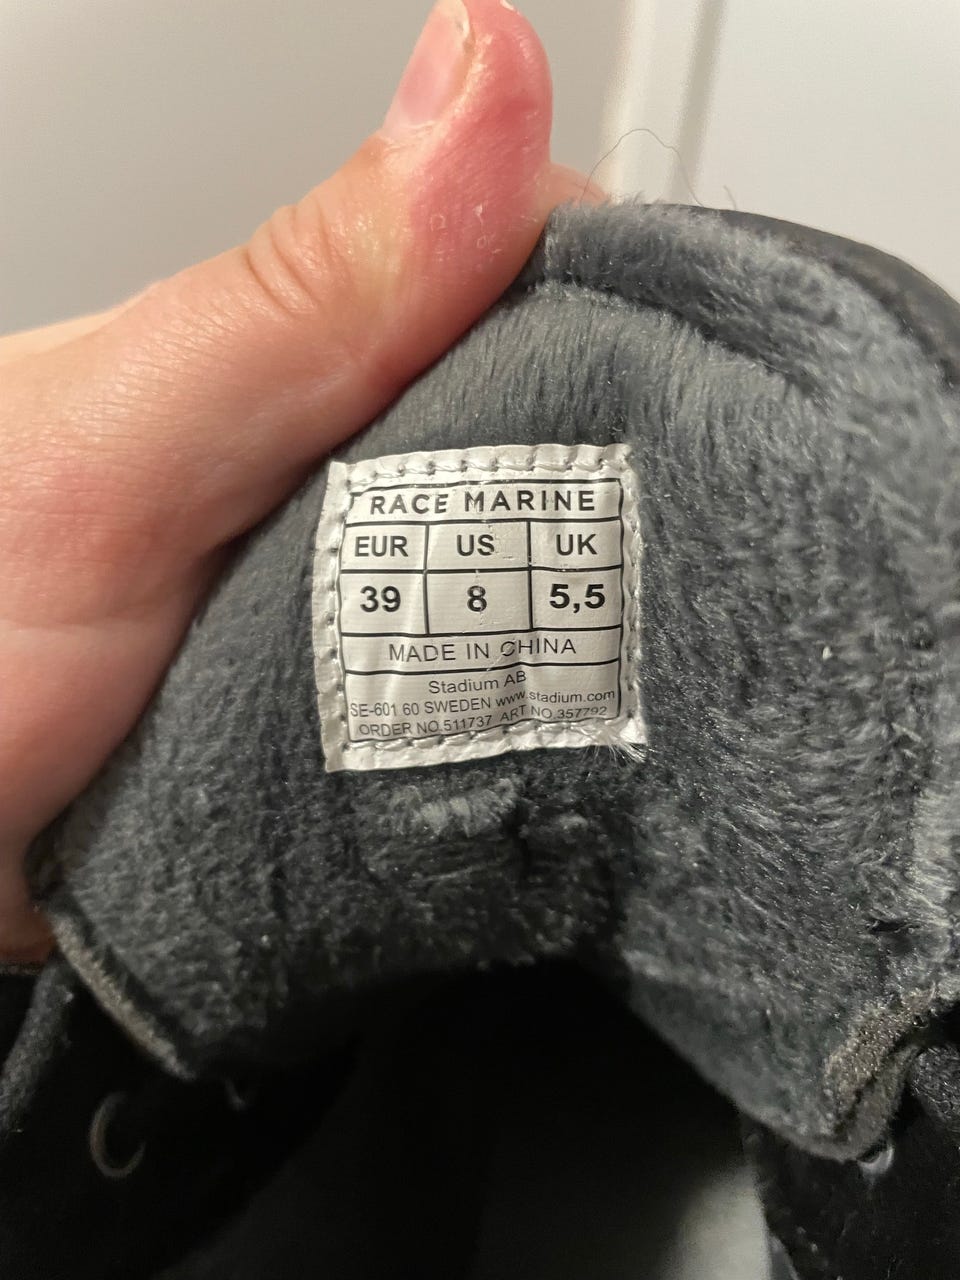 RACE MARINE
EUR US UK
39 8 5,5
MADE IN CHINA
Stadium AB
SE-601 60 SWEDEN www.stadium.com
ORDER NO.511737 ART NO.357792